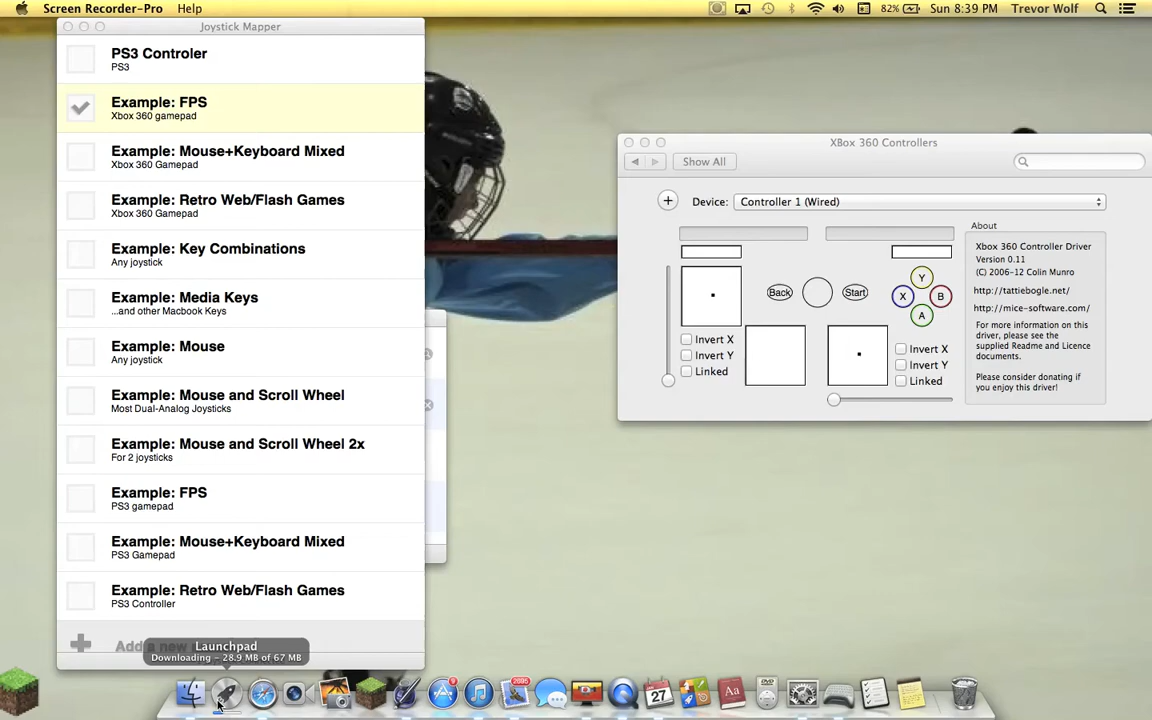 Screen Recorder-Pro Help
82% Sun 8:39 PM Trevor Wolf
Joystick Mapper
PS3 Controler
PS3
Example: FPS
Xbox 360 gamepad
Example: Mouse+Keyboard Mixed
Xbox 360 Gamepad
Example: Retro Web/Flash Games
Xbox 360 Gamepad
Example: Key Combinations
Any joystick
Example: Media Keys
...and other Macbook Keys
Example: Mouse
Any joystick
Example: Mouse and Scroll Wheel
Most Dual-Analog Joysticks
Example: Mouse and Scroll Wheel 2x
For 2 joysticks
Example: FPS
PS3 gamepad
Example: Mouse+Keyboard Mixed
PS3 Gamepad
Example: Retro Web/Flash Games
PS3 Controller
Add a new
Launchpad
Downloading – 28.9 MB of 67 MB
XBox 360 Controllers
Show All
Device: Controller 1 (Wired)
Back
Start
Y
X
B
A
Invert X
Invert Y
Linked
Invert X
Invert Y
Linked
About
Xbox 360 Controller Driver
Version 0.11
(C) 2006-12 Colin Munro
http://tattiebogle.net/
http://mice-software.com/
For more information on this
driver, please see the
supplied Readme and Licence
documents.
Please consider donating if
you enjoy this driver!
9
2695
27
Aa
DVD